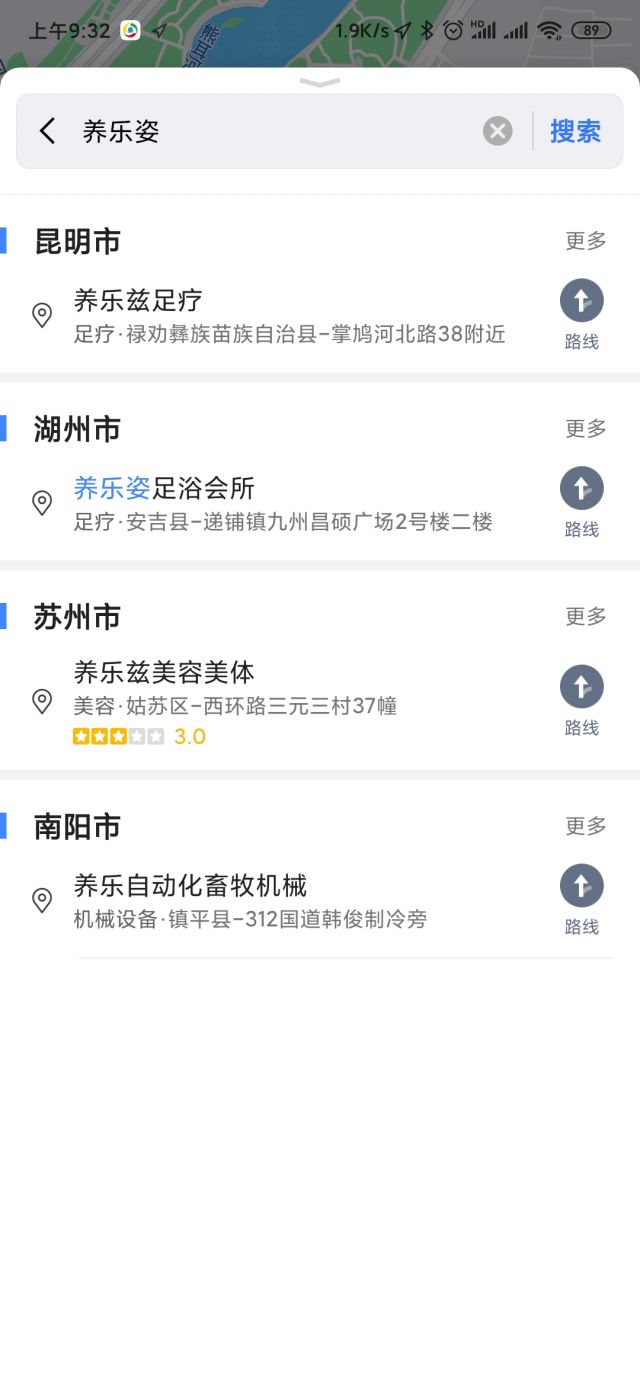 上午9:32
1.9K/s
HD
89
养乐姿
搜索
昆明市
更多
养乐兹足疗
足疗·禄劝彝族苗族自治县-掌鸠河北路38附近
路线
湖州市
更多
养乐姿足浴会所
足疗·安吉县-递铺镇九州昌硕广场2号楼二楼
路线
苏州市
更多
养乐兹美容美体
美容·姑苏区-西环路三元三村37幢
3.0
路线
南阳市
更多
养乐自动化畜牧机械
机械设备·镇平县-312国道韩俊制冷旁
路线